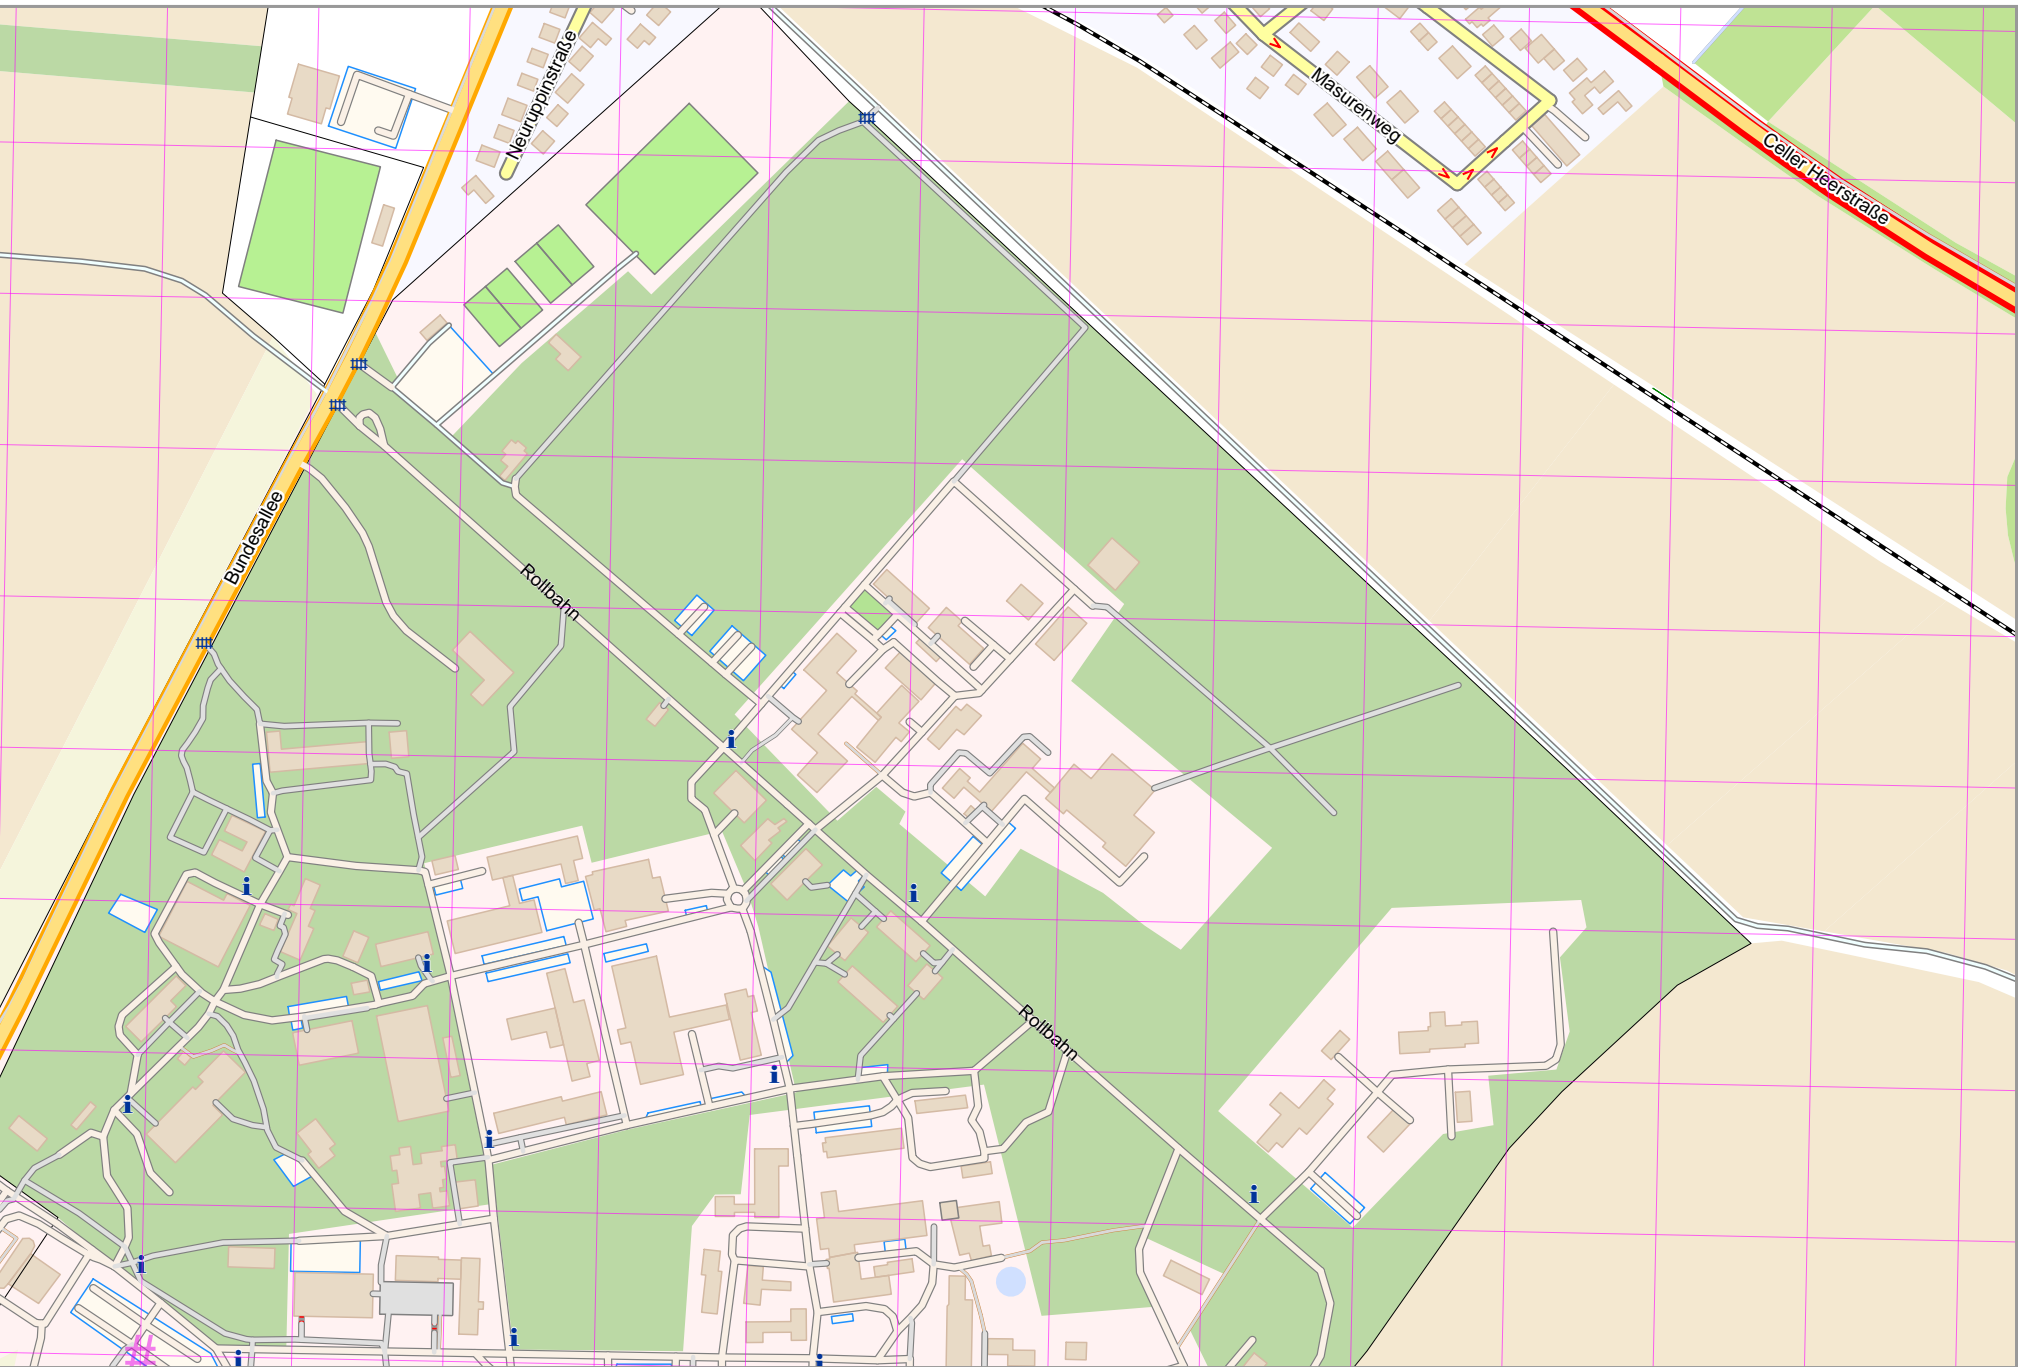 Neuruppinstraße
Masurenweg
Celler Heerstraße
Bundesallee
Rollbahn
Rollbahn